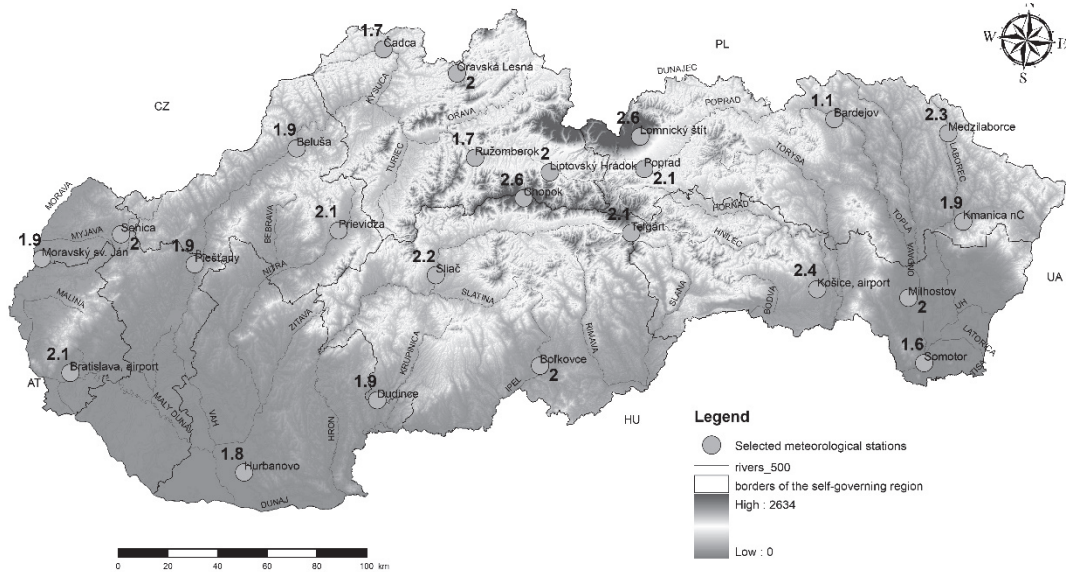 1.7
Čadca
Oravská Lesná
2
PL
DUNAJEC
W
S
CZ
KYSUCA
ORAVA
POPRAD
1.1
Bardejov
2.3
Medzilaborce
2.6
Lomnický štít
1.9
Beluša
1.7
Ružomberok
TURIEC
2
Liptovský Hrádok
Poprad
2.1
TORYSA
LABOREC
2.6
Chopok
MORAVA
MYJAVA
Senica
2
BEBRAVA
2.1
Prievidza
2.1
Telgárt
HORNÁD
HNILEC
TOPLA
1.9
Kmanica nC
1.9
Moravský sv. Ján
1.9
Piešťany
NITRA
2.2
Sliač
SLATINA
SLANA
BODVA
2.4
Košice, airport
ONDAVA
Milhostov
2
UA
UH
MALINA
ZITAVA
KRUPINICA
RIMAVA
LATORICA
1.6
Somotor
2.1
Bratislava, airport
AT
MALY DUNAJ
VAH
HRON
1.9
Dudince
IPEL
Boľkovce
2
HU
1.8
Hurbanovo
DUNAJ
Legend
Selected meteorological stations
rivers_500
borders of the self-governing region
High : 2634
Low : 0
0 20 40 60 80 100 km